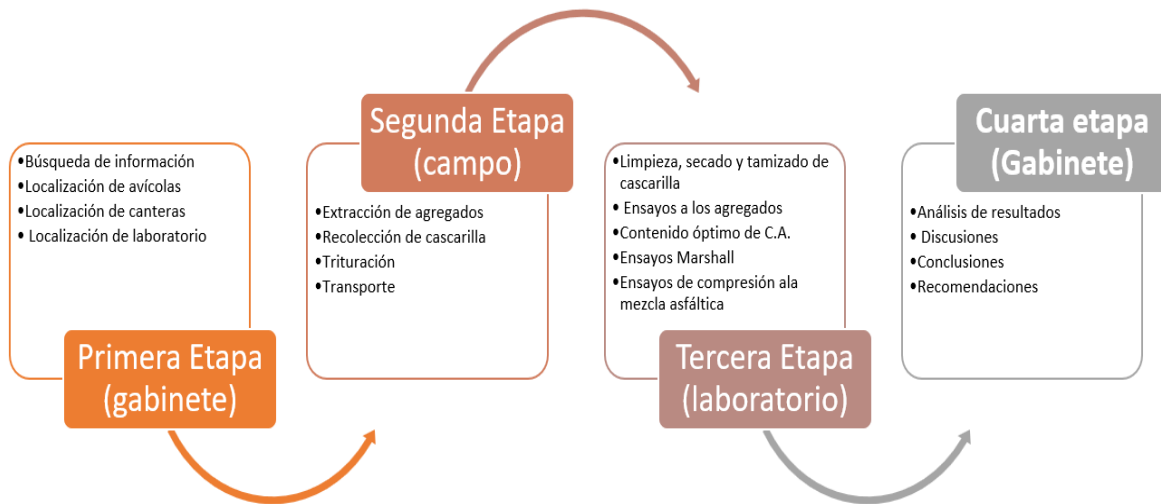 Primera Etapa
(gabinete)
•Búsqueda de información
•Localización de avícolas
•Localización de canteras
• Localización de laboratorio
Segunda Etapa
(campo)
•Extracción de agregados
•Recolección de cascarilla
•Trituración
•Transporte
Tercera Etapa
(laboratorio)
•Limpieza, secado y tamizado de
cascarilla
• Ensayos a los agregados
•Contenido óptimo de C.A.
•Ensayos Marshall
•Ensayos de compresión ala
mezcla asfáltica
Cuarta etapa
(Gabinete)
•Análisis de resultados
• Discusiones
•Conclusiones
•Recomendaciones